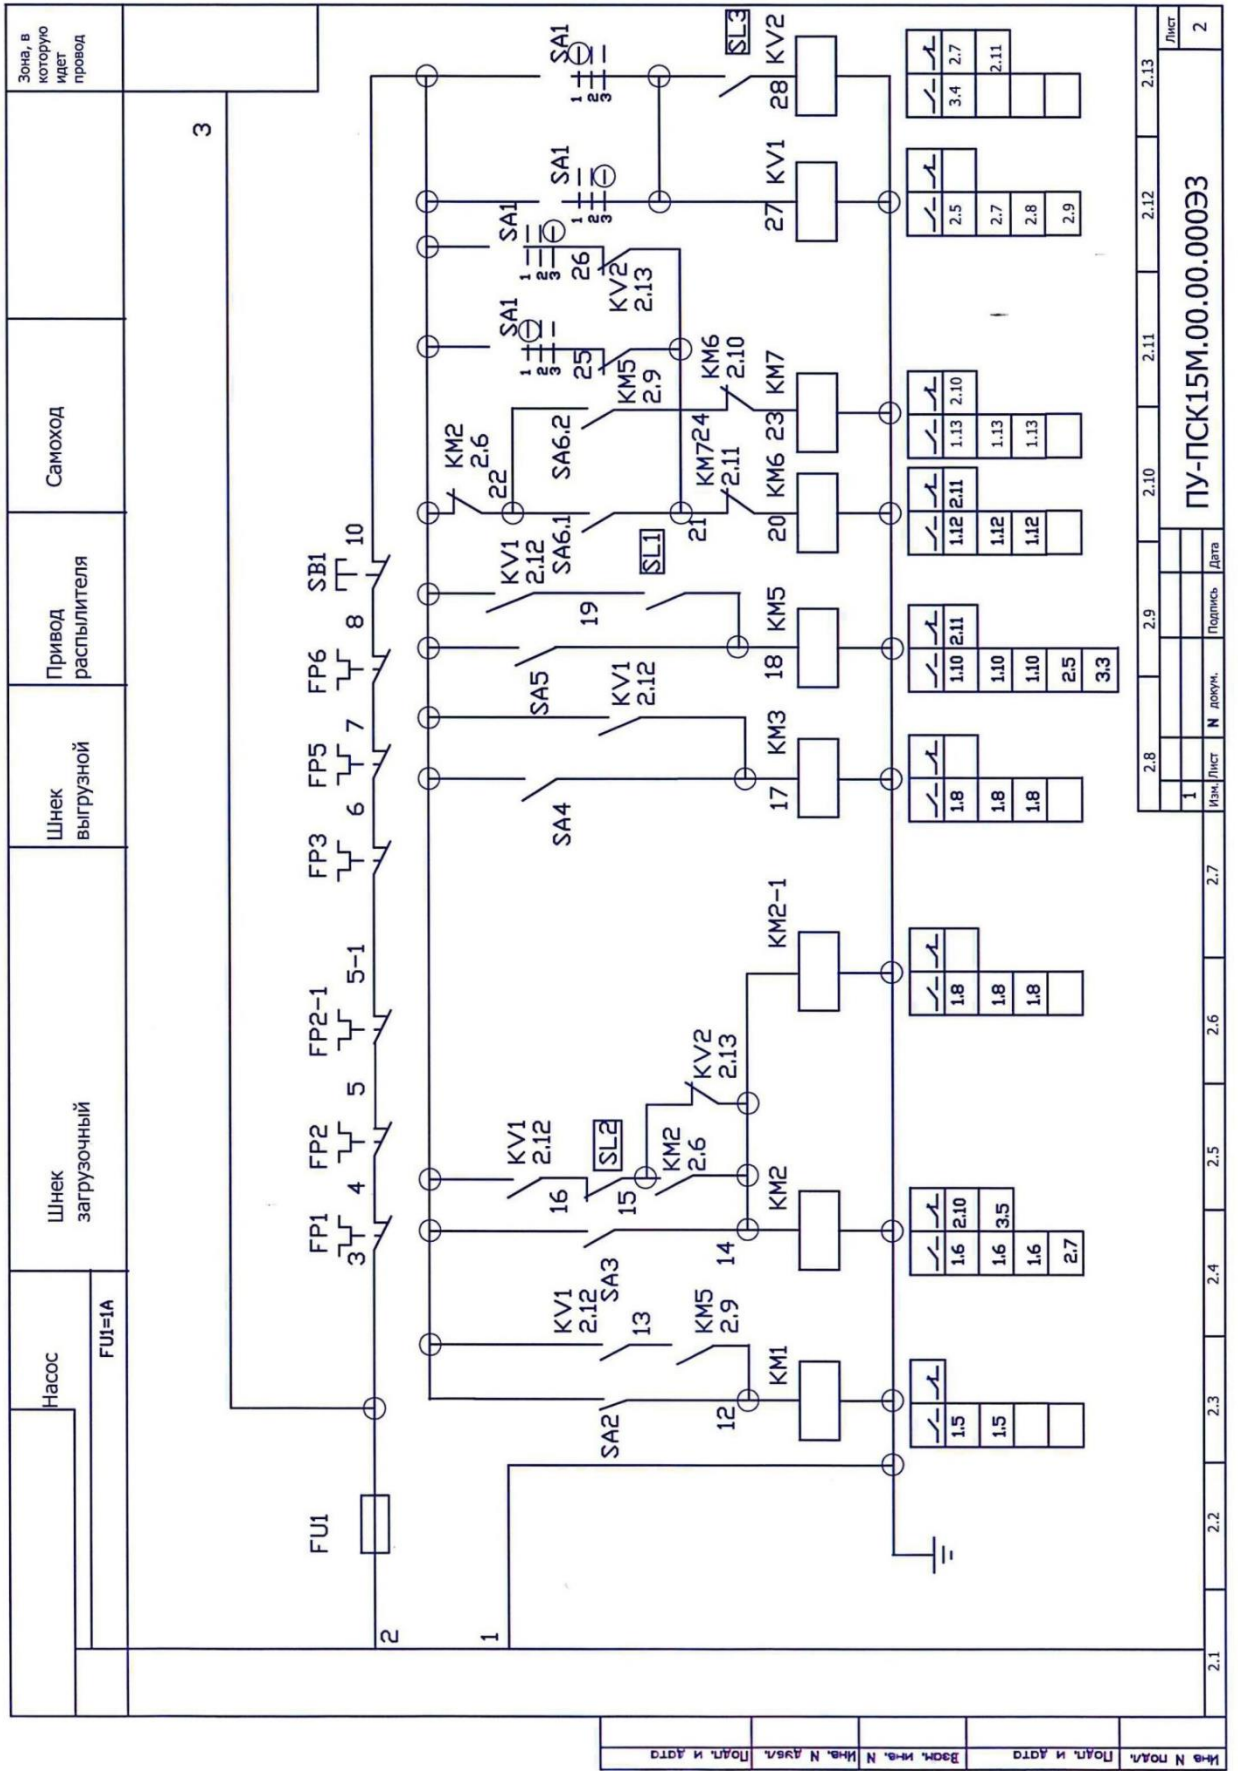 Насос
Шнек
загрузочный
Шнек
выгрузной
Привод
распылителя
Самоход
Зона, в
которую
идет
провод
FU1=1A
3
FU1
2
1
FP1
3
4
FP2
5
FP2-1
5-1
FP3
6
FP5
7
FP6
8
SB1
10
SA2
KV1
2.12
13
KM5
2.9
12
KM1
SA3
KV1
2.12
16
SL2
15
KM2
2.6
KV2
2.13
14
KM2
KM2-1
SA4
KV1
2.12
17
KM3
SA5
KV1
2.12
19
SL1
18
KM5
KM2
2.6
22
SA6.1
SA6.2
KM5
2.9
21
KM7
2.11
24
KM6
2.10
20
KM6
23
KM7
SA1
1
2
3
25
SA1
1
2
3
26
KV2
2.13
SA1
1
2
3
27
KV1
SA1
1
2
3
SL3
28
KV2
1.5
1.5
1.6 2.10
1.6 3.5
1.6
2.7
1.8
1.8
1.8
1.8
1.8
1.8
1.10 2.11
1.10
1.10
2.5
3.3
1.12 2.11
1.12
1.12
1.13 2.10
1.13
1.13
2.5
2.7
2.8
2.9
3.4 2.7
2.11
2.1 2.2 2.3 2.4 2.5 2.6 2.7 2.8 2.9 2.10 2.11 2.12 2.13
1
Изм. Лист N докум. Подпись Дата
ПУ-ПСК15М.00.00.000ЭЗ
Лист
2
Инв N подл.
Подп. и дата
Взам. инв. N
Инв. N дубл.
Подп. и дата